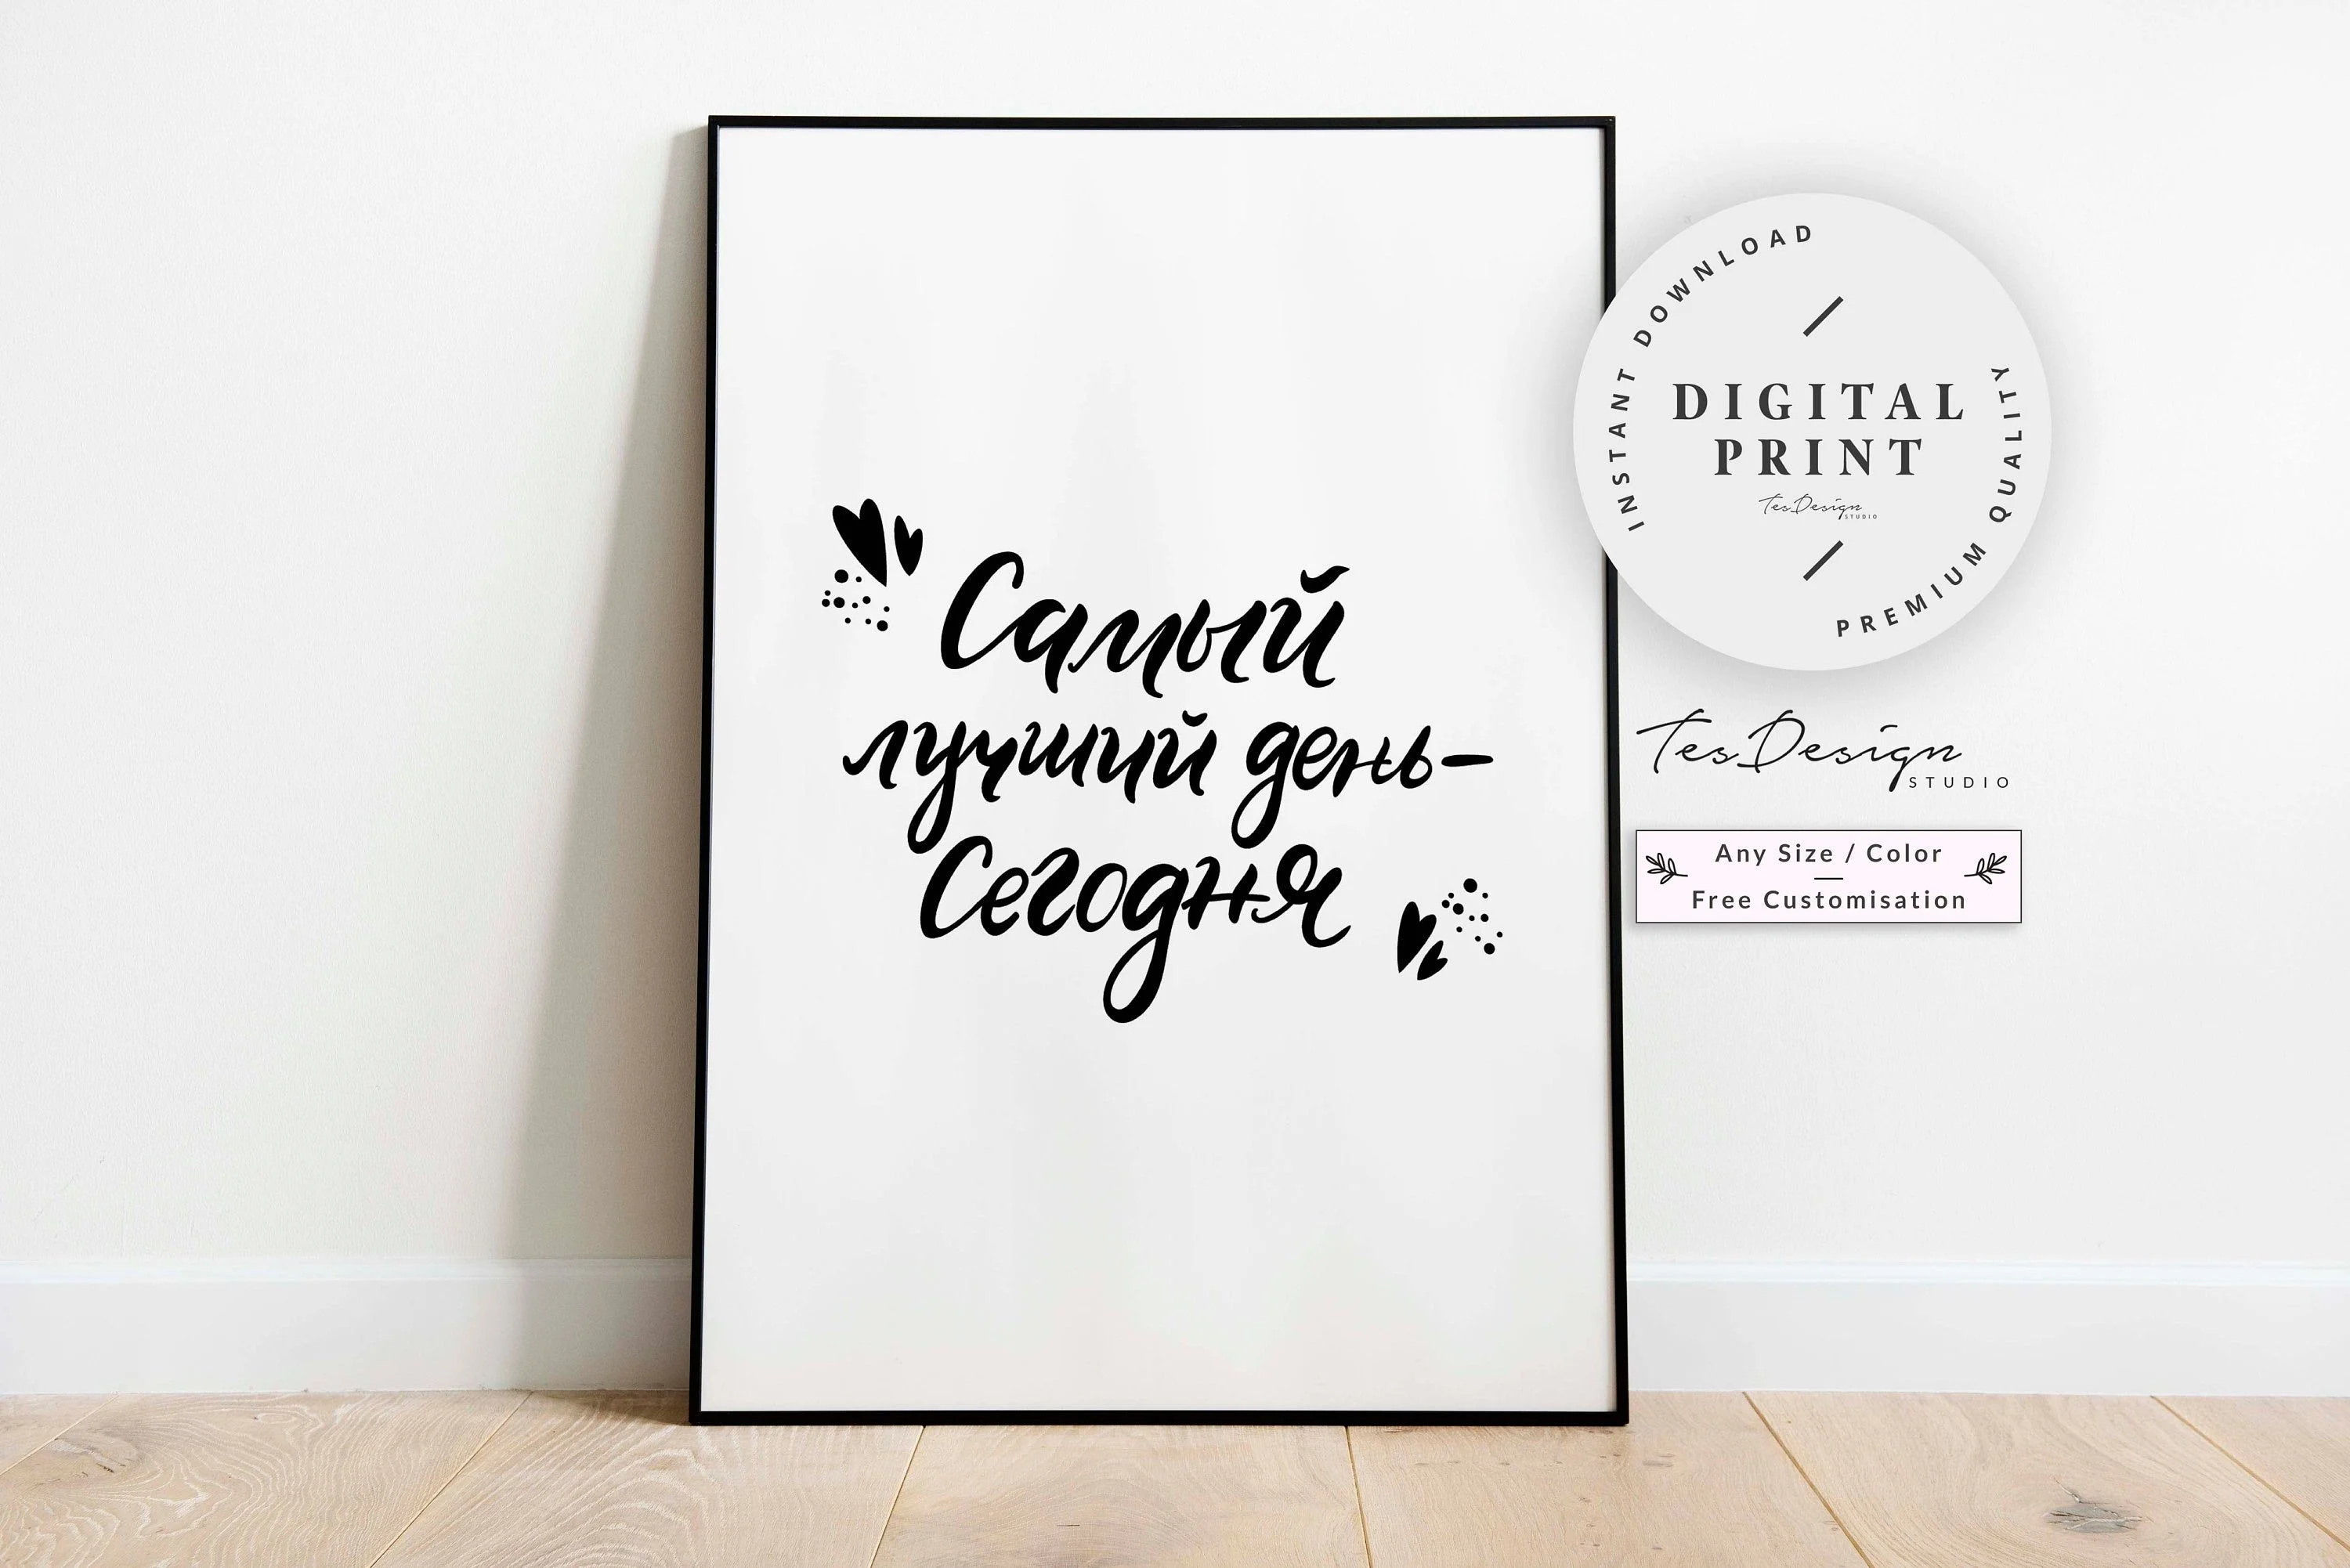 Самый
лучший день-
Сегодня
INSTANT DOWNLOAD
DIGITAL
PRINT
TesDesign
STUDIO
PREMIUM QUALITY
TesDesign
STUDIO
Any Size / Color
Free Customisation